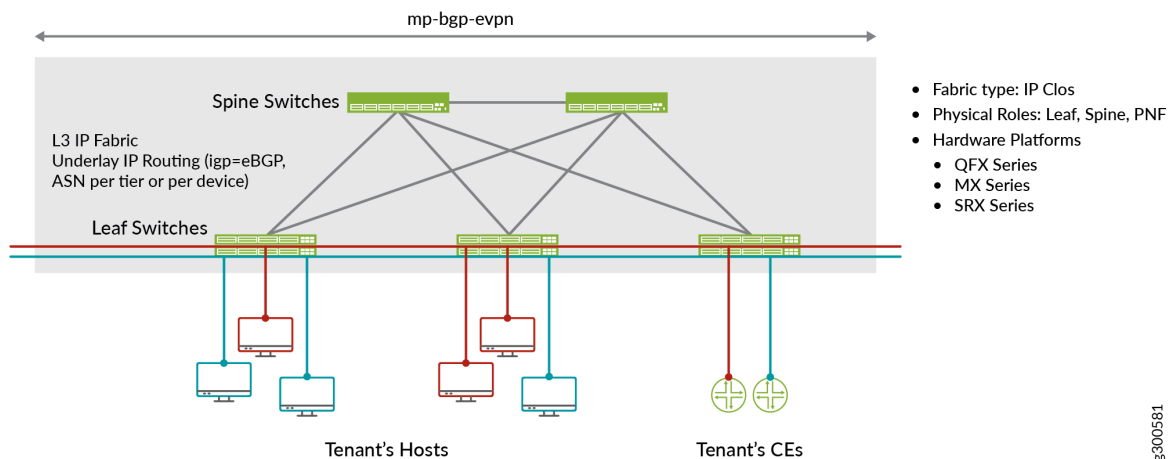 mp-bgp-evpn
Spine Switches
L3 IP Fabric
Underlay IP Routing (igp=eBGP,
ASN per tier or per device)
Leaf Switches
• Fabric type: IP Clos
• Physical Roles: Leaf, Spine, PNF
• Hardware Platforms
• QFX Series
• MX Series
• SRX Series
Tenant’s Hosts
Tenant’s CEs
g300581